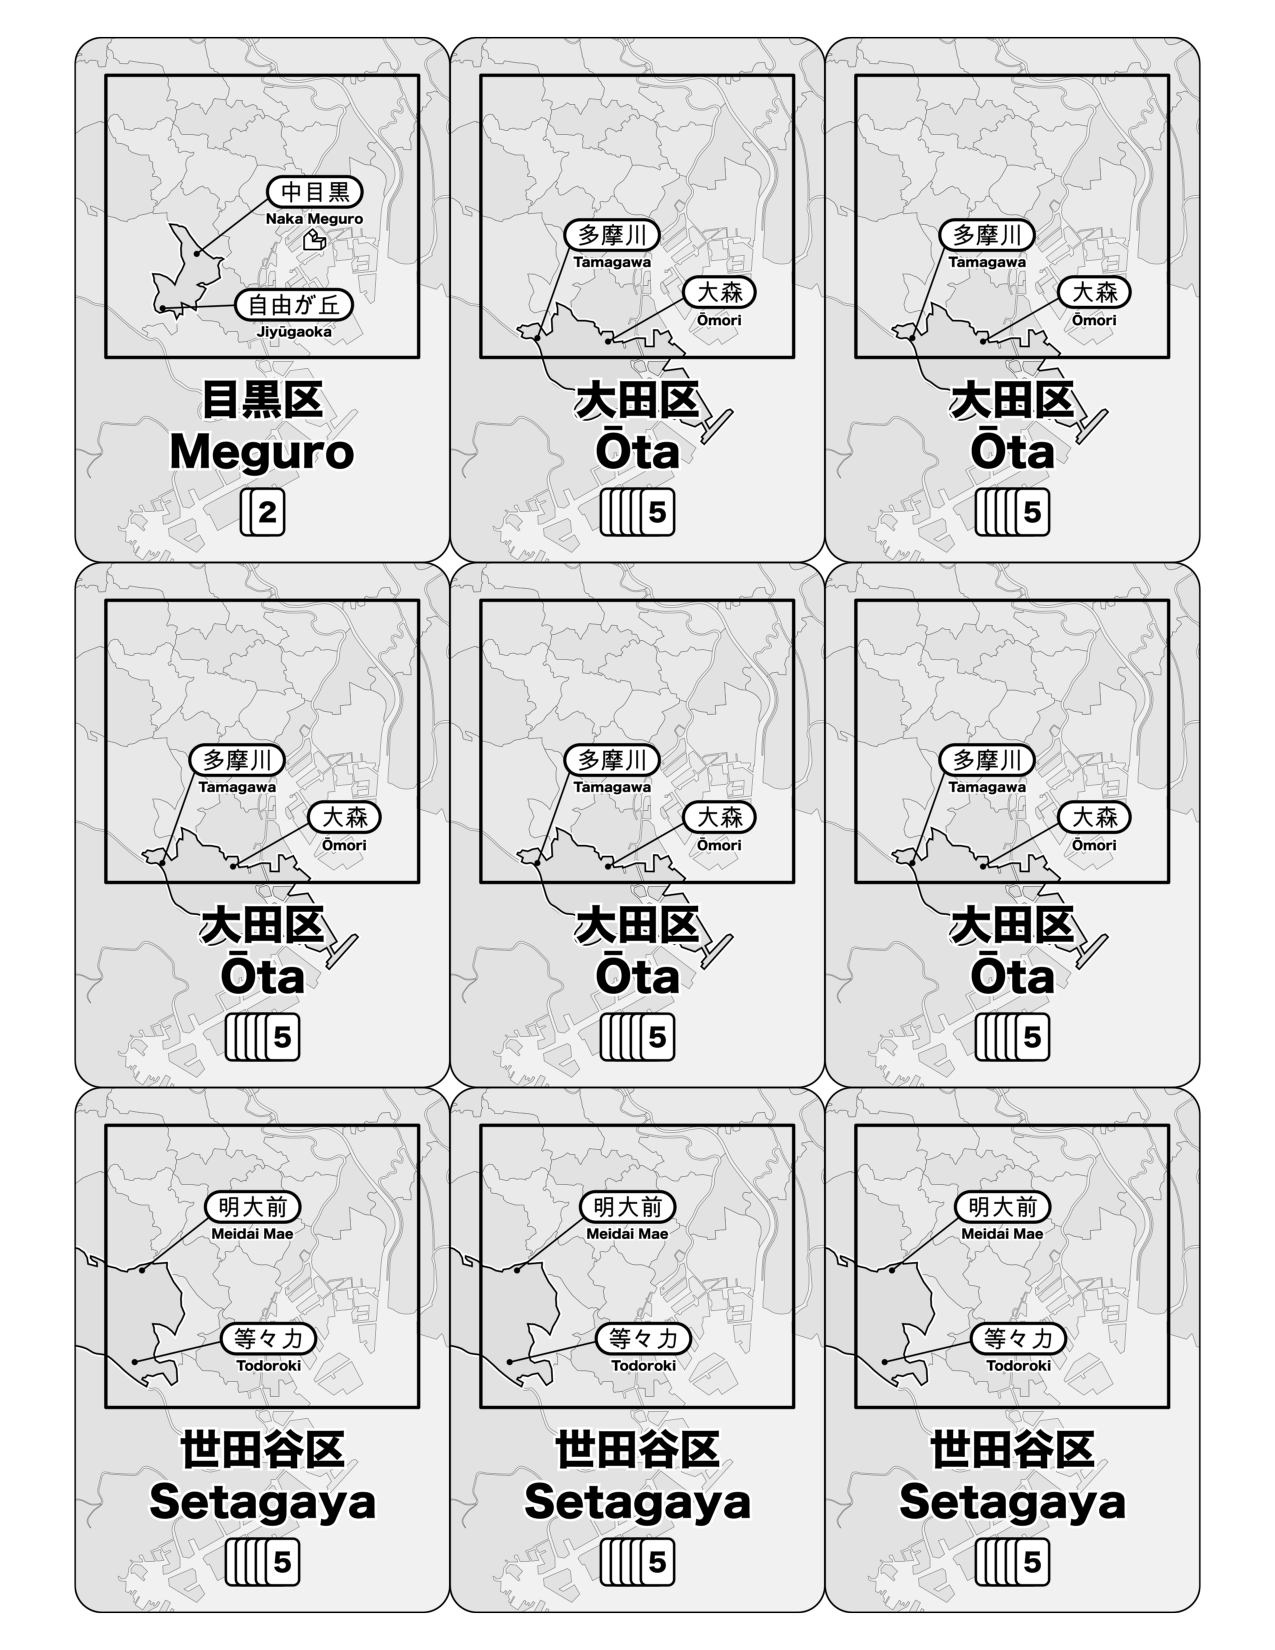 中目黒
Naka Meguro
自由が丘
Jiyūgaoka
目黒区
Meguro
2
多摩川
Tamagawa
大森
Ōmori
大田区
Ōta
5
多摩川
Tamagawa
大森
Ōmori
大田区
Ōta
5
多摩川
Tamagawa
大森
Ōmori
大田区
Ōta
5
多摩川
Tamagawa
大森
Ōmori
大田区
Ōta
5
多摩川
Tamagawa
大森
Ōmori
大田区
Ōta
5
明大前
Meidai Mae
等々力
Todoroki
世田谷区
Setagaya
5
明大前
Meidai Mae
等々力
Todoroki
世田谷区
Setagaya
5
明大前
Meidai Mae
等々力
Todoroki
世田谷区
Setagaya
5